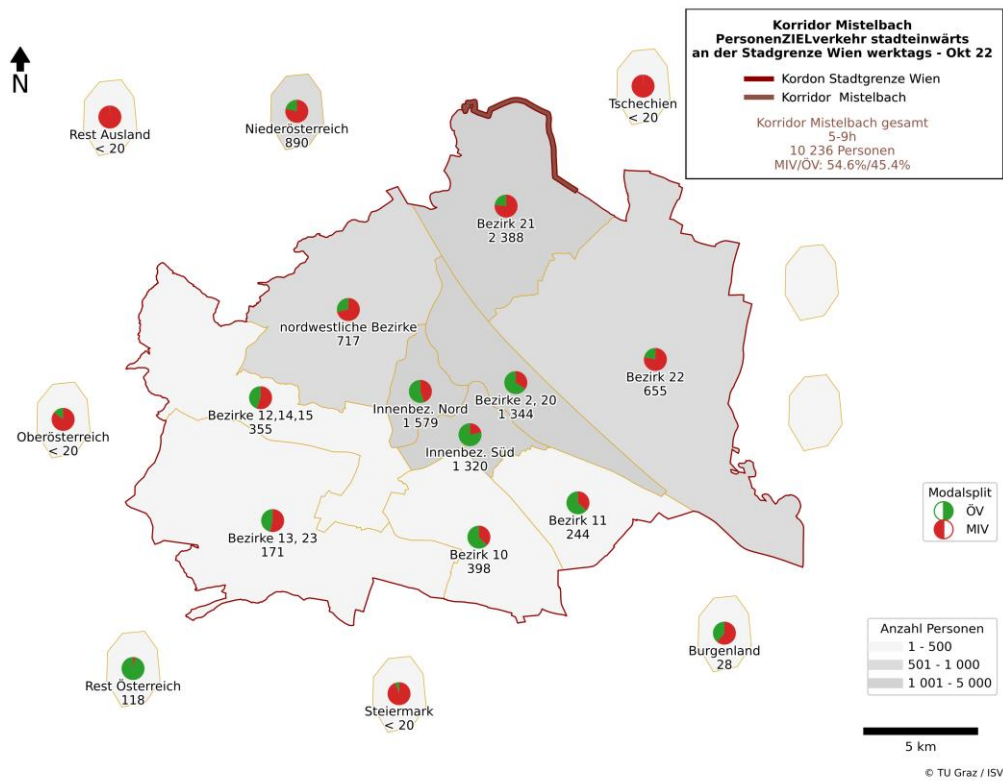 Korridor Mistelbach
PersonenZIELverkehr stadteinwärts
an der Stadgrenze Wien werktags - Okt 22
Kordon Stadtgrenze Wien
Korridor Mistelbach
Korridor Mistelbach gesamt
5-9h
10 236 Personen
MIV/ÖV: 54.6%/45.4%
N
Rest Ausland
< 20
Niederösterreich
890
Tschechien
< 20
Bezirk 21
2 388
nordwestliche Bezirke
717
Bezirk 22
655
Bezirke 12,14,15
355
Innenbez. Nord
1 579
Bezirke 2, 20
1 344
Oberösterreich
< 20
Innenbez. Süd
1 320
Bezirk 11
244
Bezirke 13, 23
171
Bezirk 10
398
Modalsplit
ÖV
MIV
Burgenland
28
Rest Österreich
118
Steiermark
< 20
Anzahl Personen
1 - 500
501 - 1 000
1 001 - 5 000
5 km
© TU Graz / ISV